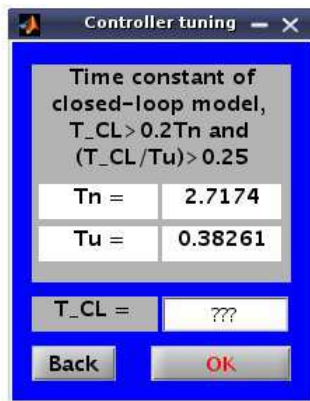 Controller tuning
Time constant of
closed-loop model,
T_CL>0.2Tn and
(T_CL/Tu)>0.25
Tn = 2.7174
Tu = 0.38261
T_CL = ???
Back OK